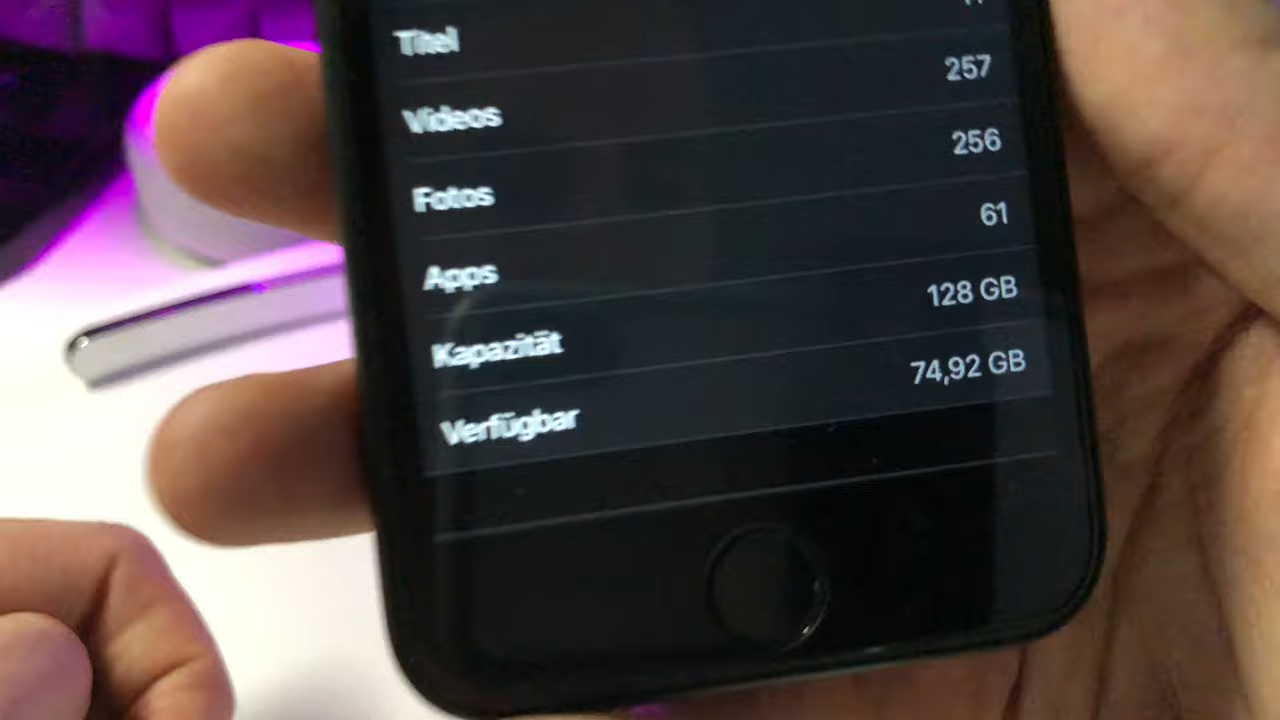 Titel
Videos 257
Fotos 256
Apps 61
Kapazität 128 GB
Verfügbar 74,92 GB